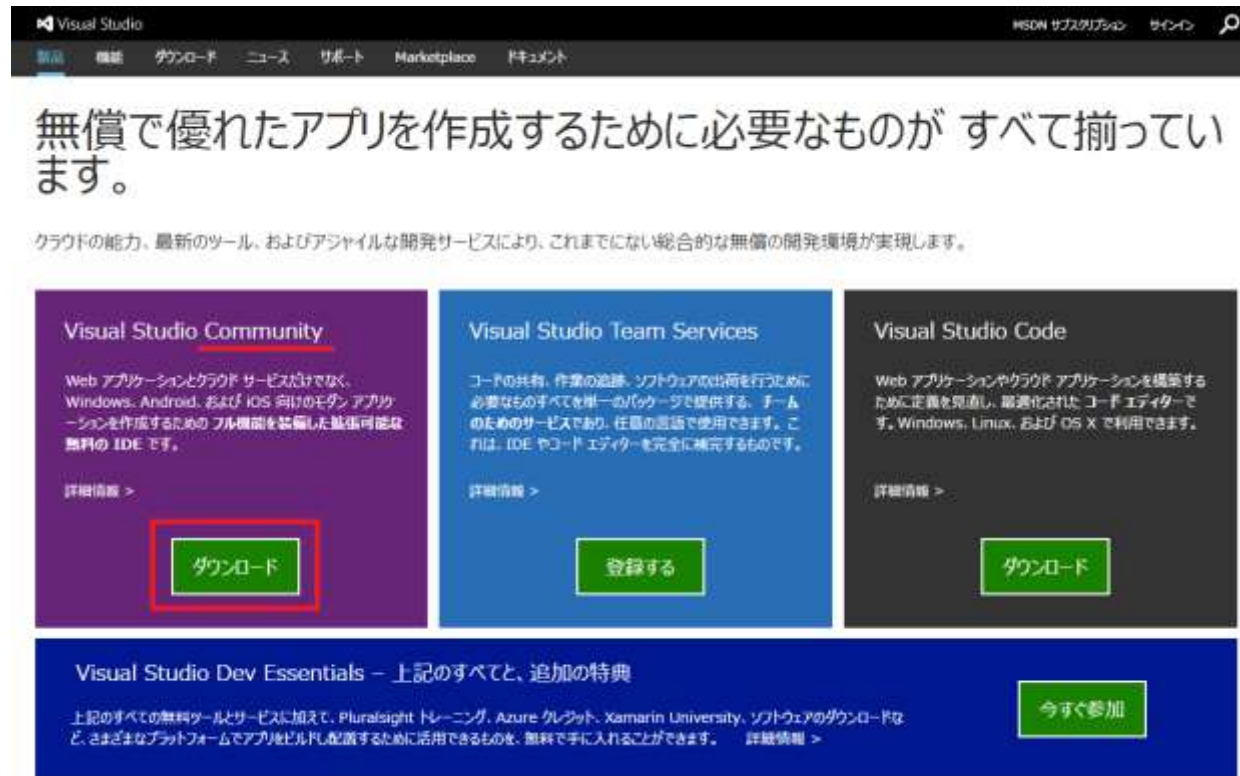 Visual Studio
MSDN サブスクリプション サインイン
製品 機能 ダウンロード ニュース サポート Marketplace ドキュメント
無償で優れたアプリを作成するために必要なものが すべて揃ってい
ます。
クラウドの能力、最新のツール、およびアジャイルな開発サービスにより、これまでにない総合的な無償の開発環境が実現します。
Visual Studio Community
Web アプリケーションとクラウド サービスだけでなく、
Windows、Android、および iOS 向けのモダン アプリケ
ーションを作成するための フル機能を装備した拡張可能な
無料の IDE です。
詳細情報 >
ダウンロード
Visual Studio Team Services
コードの共有、作業の追跡、ソフトウェアの出荷を行うために
必要なものすべてを単一のパッケージで提供する、チーム
のためのサービスであり、任意の言語で使用できます。こ
れは、IDE やコード エディターを完全に補完するものです。
詳細情報 >
登録する
Visual Studio Code
Web アプリケーションやクラウド アプリケーションを構築する
ために定義を見直し、最適化された コード エディターで
す。Windows、Linux、および OS X で利用できます。
詳細情報 >
ダウンロード
Visual Studio Dev Essentials – 上記のすべてと、追加の特典
上記のすべての無料ツールとサービスに加えて、Pluralsight トレーニング、Azure クレジット、Xamarin University、ソフトウェアのダウンロードな
ど、さまざまなプラットフォームでアプリをビルドし配置するために活用できるものを、無料で手に入れることができます。 詳細情報 >
今すぐ参加